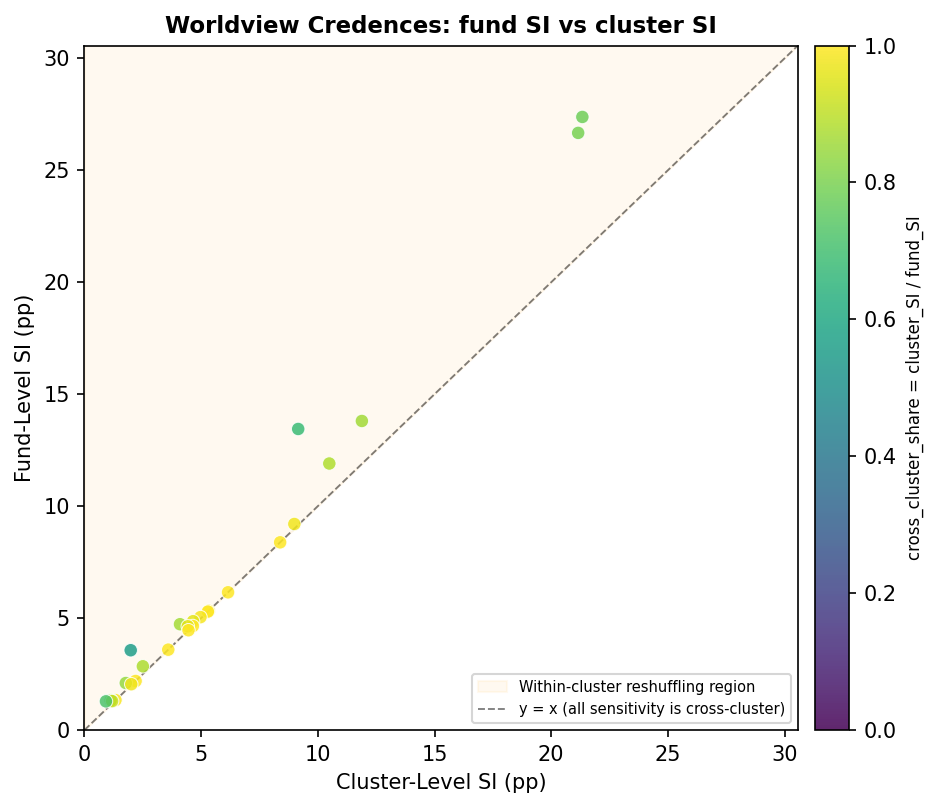 Worldview Credences: fund SI vs cluster SI
30
25
20
15
10
5
0
Fund-Level SI (pp)
0 5 10 15 20 25 30
Cluster-Level SI (pp)
Within-cluster reshuffling region
y = x (all sensitivity is cross-cluster)
1.0
0.8
0.6
0.4
0.2
0.0
cross_cluster_share = cluster_SI / fund_SI